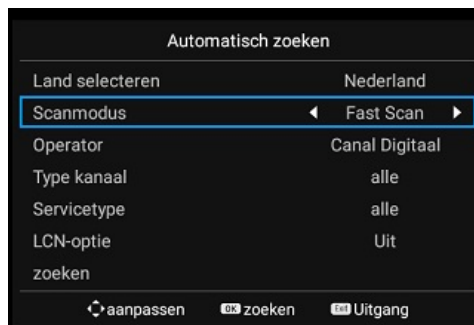 Automatisch zoeken
Land selecteren Nederland
Scanmodus Fast Scan
Operator Canal Digitaal
Type kanaal alle
Servicetype alle
LCN-optie Uit
zoeken
aanpassen OK zoeken Exit Uitgang